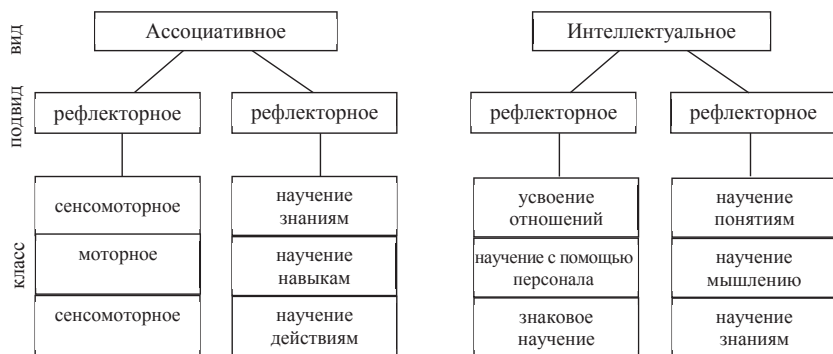 вид
Ассоциативное
Интеллектуальное
подвид
рефлекторное
рефлекторное
рефлекторное
рефлекторное
класс
сенсомоторное
моторное
сенсомоторное
научение
знаниям
научение
навыкам
научение
действиям
усвоение
отношений
научение с помощью
персонала
знаковое
научение
научение
понятиям
научение
мышлению
научение
знаниям